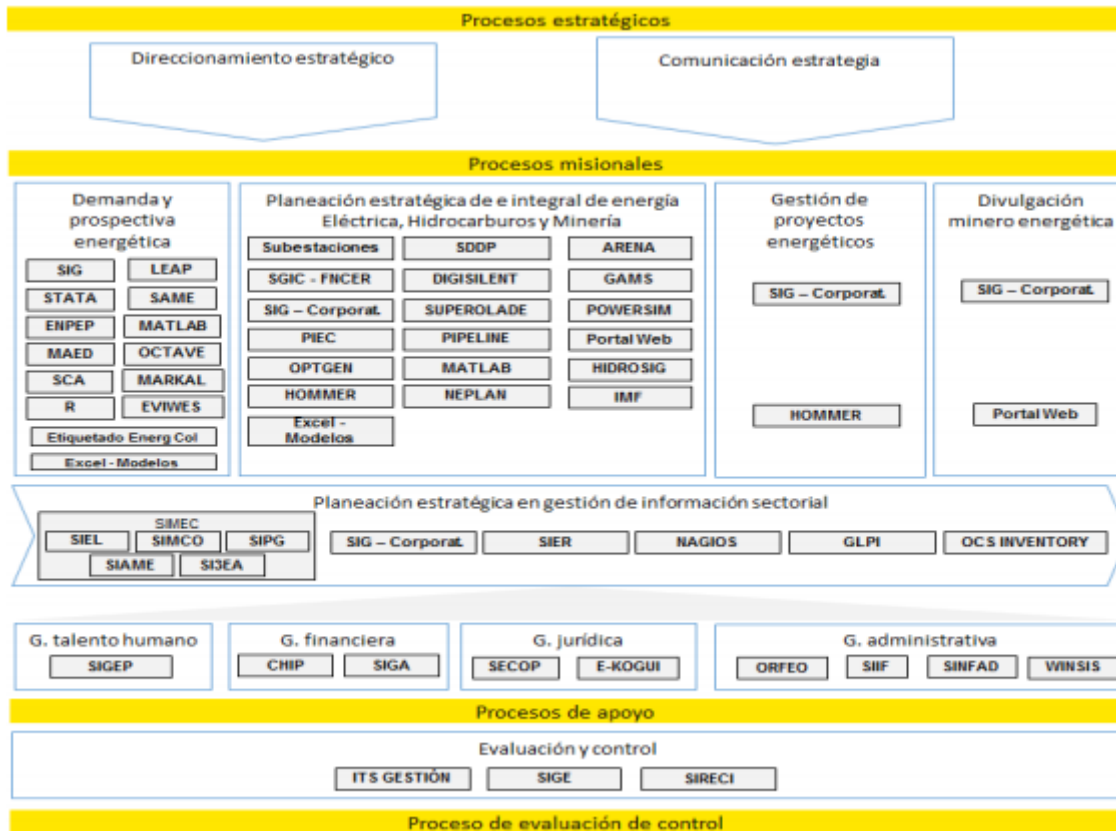 Procesos estratégicos
Direccionamiento estratégico
Comunicación estrategia
Procesos misionales
Demanda y
prospectiva
energética
SIG
LEAP
STATA
SAME
ENPEP
MATLAB
MAED
OCTAVE
SCA
MARKAL
R
EVIWES
Etiquetado Energ Col
Excel - Modelos
Planeación estratégica de e integral de energía
Eléctrica, Hidrocarburos y Minería
Subestaciones
SDDP
ARENA
SGIC - FNCER
DIGISILENT
GAMS
SIG – Corporat.
SUPEROLADE
POWERSIM
PIEC
PIPELINE
Portal Web
OPTGEN
MATLAB
HIDROSIG
HOMMER
NEPLAN
IMF
Excel -
Modelos
Gestión de
proyectos
energéticos
SIG – Corporat.
HOMMER
Divulgación
minero energética
SIG – Corporat.
Portal Web
Planeación estratégica en gestión de información sectorial
SIMEC
SIEL
SIMCO
SIPG
SIAME
SI3EA
SIG – Corporat.
SIER
NAGIOS
GLPI
OCS INVENTORY
G. talento humano
SIGEP
G. financiera
CHIP
SIGA
G. jurídica
SECOP
E-KOGUI
G. administrativa
ORFEO
SIIF
SINFAD
WINSIS
Procesos de apoyo
Evaluación y control
ITS GESTIÓN
SIGE
SIRECI
Proceso de evaluación de control